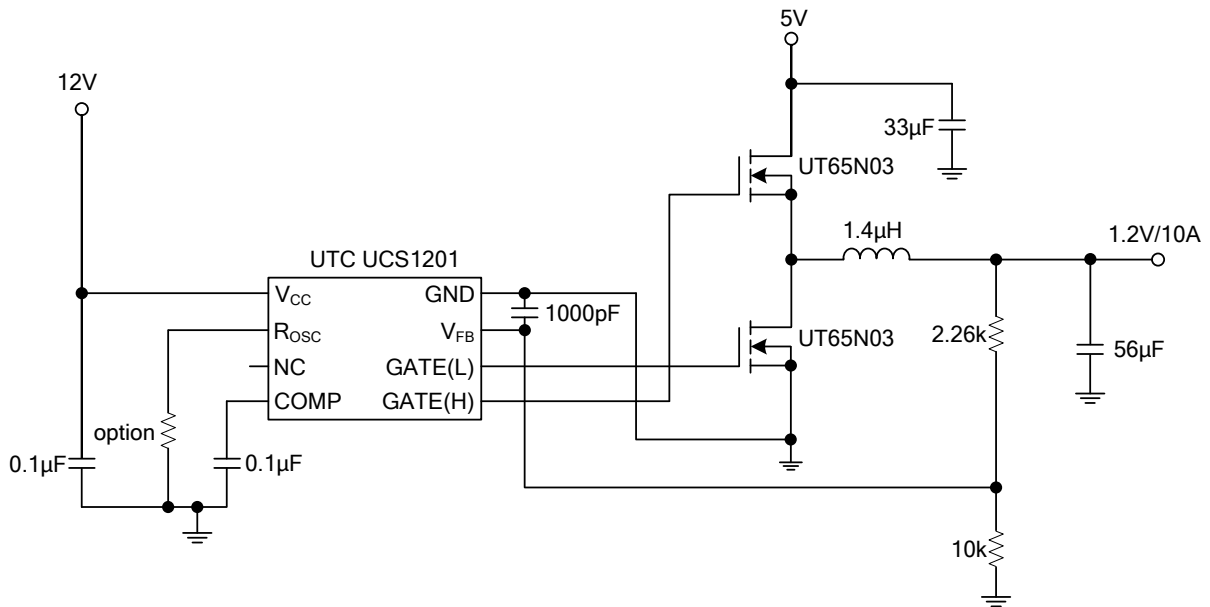 5V
12V
33µF
UT65N03
1.4µH
1.2V/10A
UTC UCS1201
VCC
GND
1000pF
ROSC
VFB
UT65N03
2.26k
56µF
NC
GATE(L)
COMP
GATE(H)
option
0.1µF
0.1µF
10k